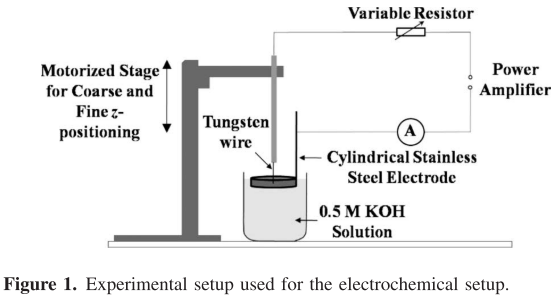 Variable Resistor
Motorized Stage
for Coarse and
Fine z-
positioning
Power
Amplifier
Tungsten
wire
A
Cylindrical Stainless
Steel Electrode
0.5 M KOH
Solution
Figure 1. Experimental setup used for the electrochemical setup.